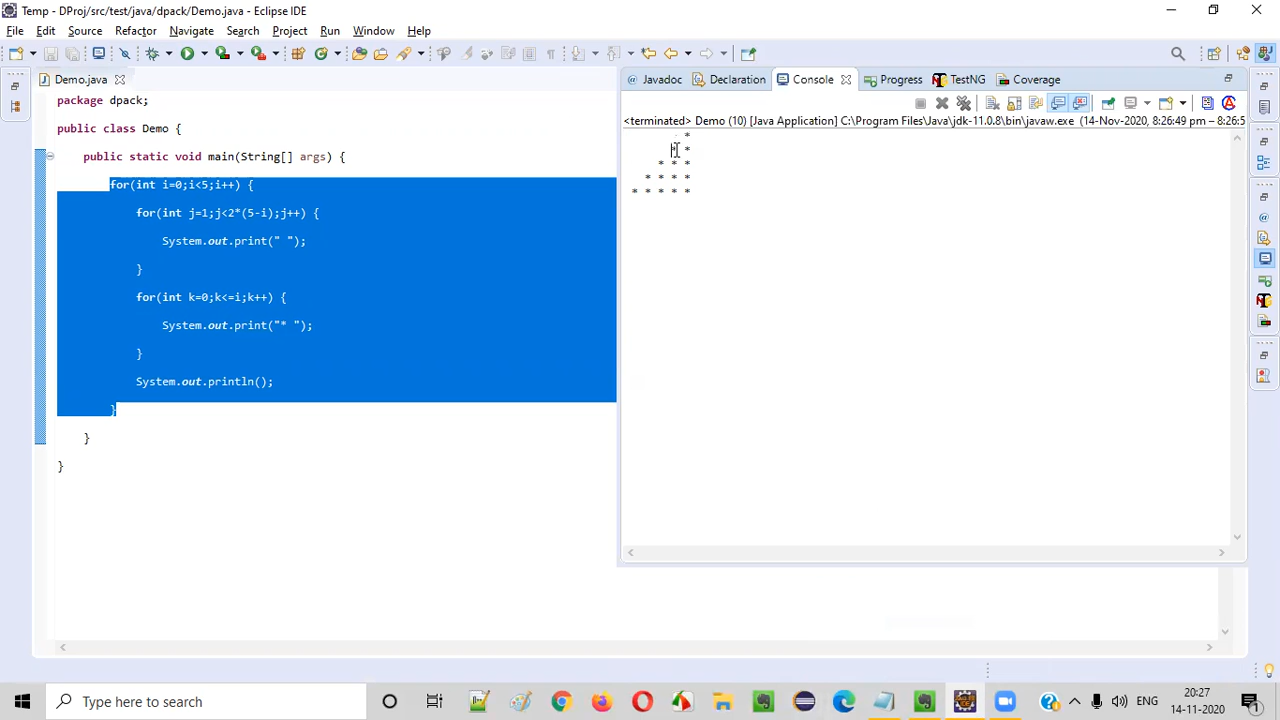 Temp - DProj/src/test/java/dpack/Demo.java - Eclipse IDE
File Edit Source Refactor Navigate Search Project Run Window Help
Demo.java
package dpack;
public class Demo {
public static void main(String[] args) {
for(int i=0;i<5;i++) {
for(int j=1;j<2*(5-i);j++) {
System.out.print(" ");
}
for(int k=0;k<=i;k++) {
System.out.print("* ");
}
System.out.println();
}
}
}
Javadoc Declaration Console Progress TestNG Coverage
<terminated> Demo (10) [Java Application] C:\Program Files\Java\jdk-11.0.8\bin\javaw.exe (14-Nov-2020, 8:26:49 pm – 8:26:5
*
* *
* * *
* * * *
* * * * *
Type here to search
20:27
14-11-2020
1